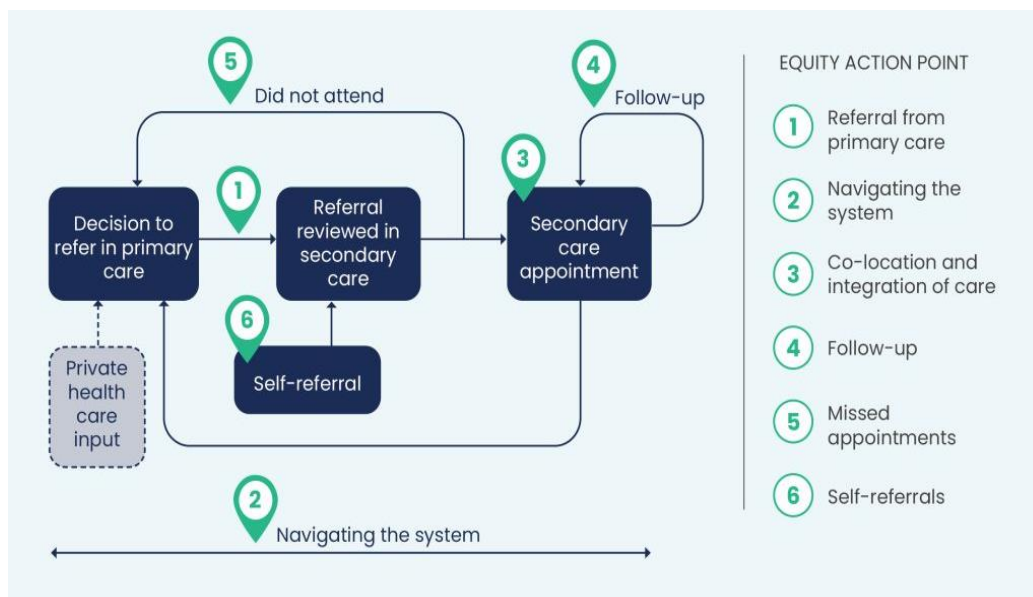 5
Did not attend
4
Follow-up
1
3
Decision to
refer in primary
care
Referral
reviewed in
secondary
care
Secondary
care
appointment
6
Self-referral
Private
health
care
input
2
Navigating the system
EQUITY ACTION POINT
1
Referral from
primary care
2
Navigating the
system
3
Co-location and
integration of care
4
Follow-up
5
Missed
appointments
6
Self-referrals